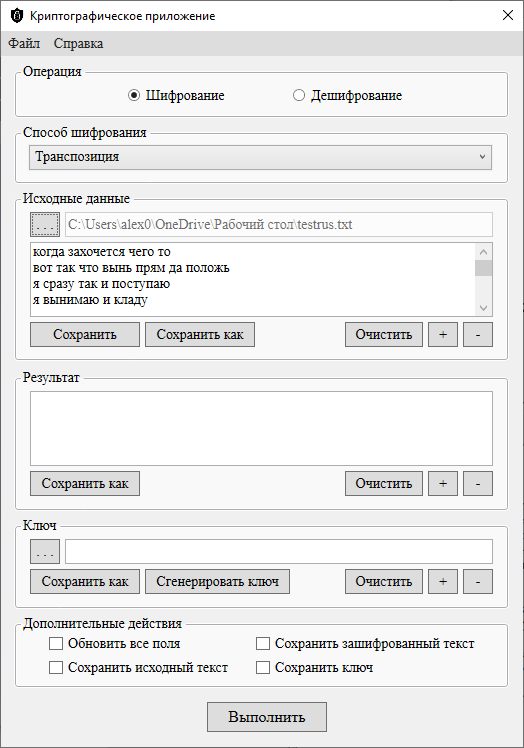 Криптографическое приложение
Файл Справка
Операция
Шифрование Дешифрование
Способ шифрования
Транспозиция
Исходные данные
... C:\Users\alex0\OneDrive\Рабочий стол\testrus.txt
когда захочется чего то
вот так что вынь прям да положь
я сразу так и поступаю
я вынимаю и кладу
Сохранить Сохранить как Очистить + -
Результат
Сохранить как Очистить + -
Ключ
...
Сохранить как Сгенерировать ключ Очистить + -
Дополнительные действия
Обновить все поля Сохранить зашифрованный текст
Сохранить исходный текст Сохранить ключ
Выполнить